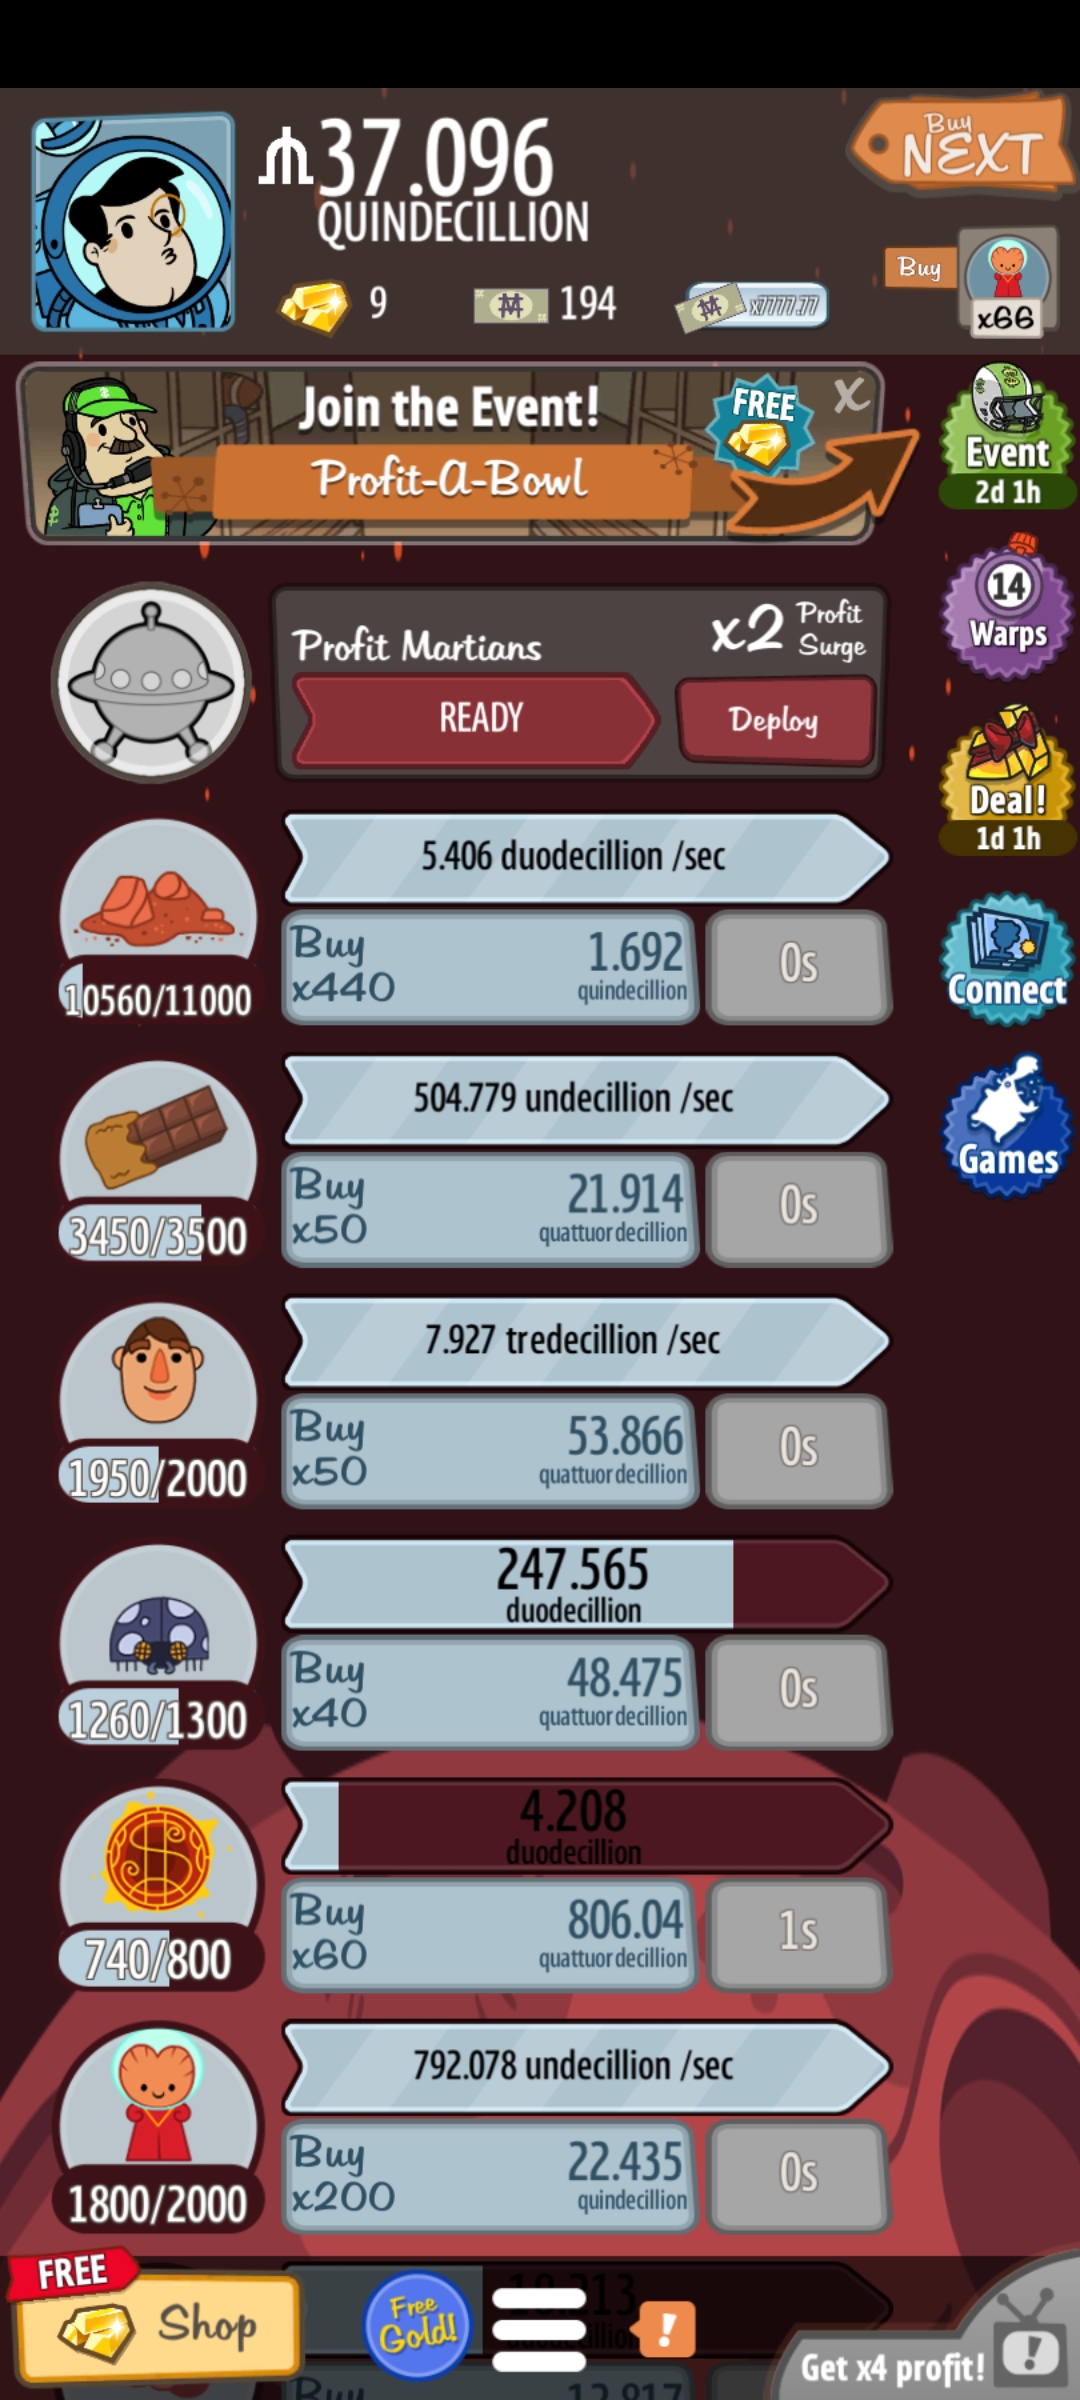 37.096
QUINDECILLION
Buy
NEXT
9
194
x7777.77
Buy
x66
Join the Event!
Profit-A-Bowl
FREE
X
Event
2d 1h
14
Warps
Profit Martians
x2 Profit Surge
READY
Deploy
Deal!
1d 1h
5.406 duodecillion /sec
Buy
x440
1.692
quindecillion
0s
10560/11000
Connect
504.779 undecillion /sec
Buy
x50
21.914
quattuordecillion
0s
3450/3500
Games
7.927 tredecillion /sec
Buy
x50
53.866
quattuordecillion
0s
1950/2000
247.565
duodecillion
Buy
x40
48.475
quattuordecillion
0s
1260/1300
4.208
duodecillion
Buy
x60
806.04
quattuordecillion
1s
740/800
792.078 undecillion /sec
Buy
x200
22.435
quindecillion
0s
1800/2000
FREE
Shop
Free
Gold!
!
Get x4 profit!
!
Buy
12.817